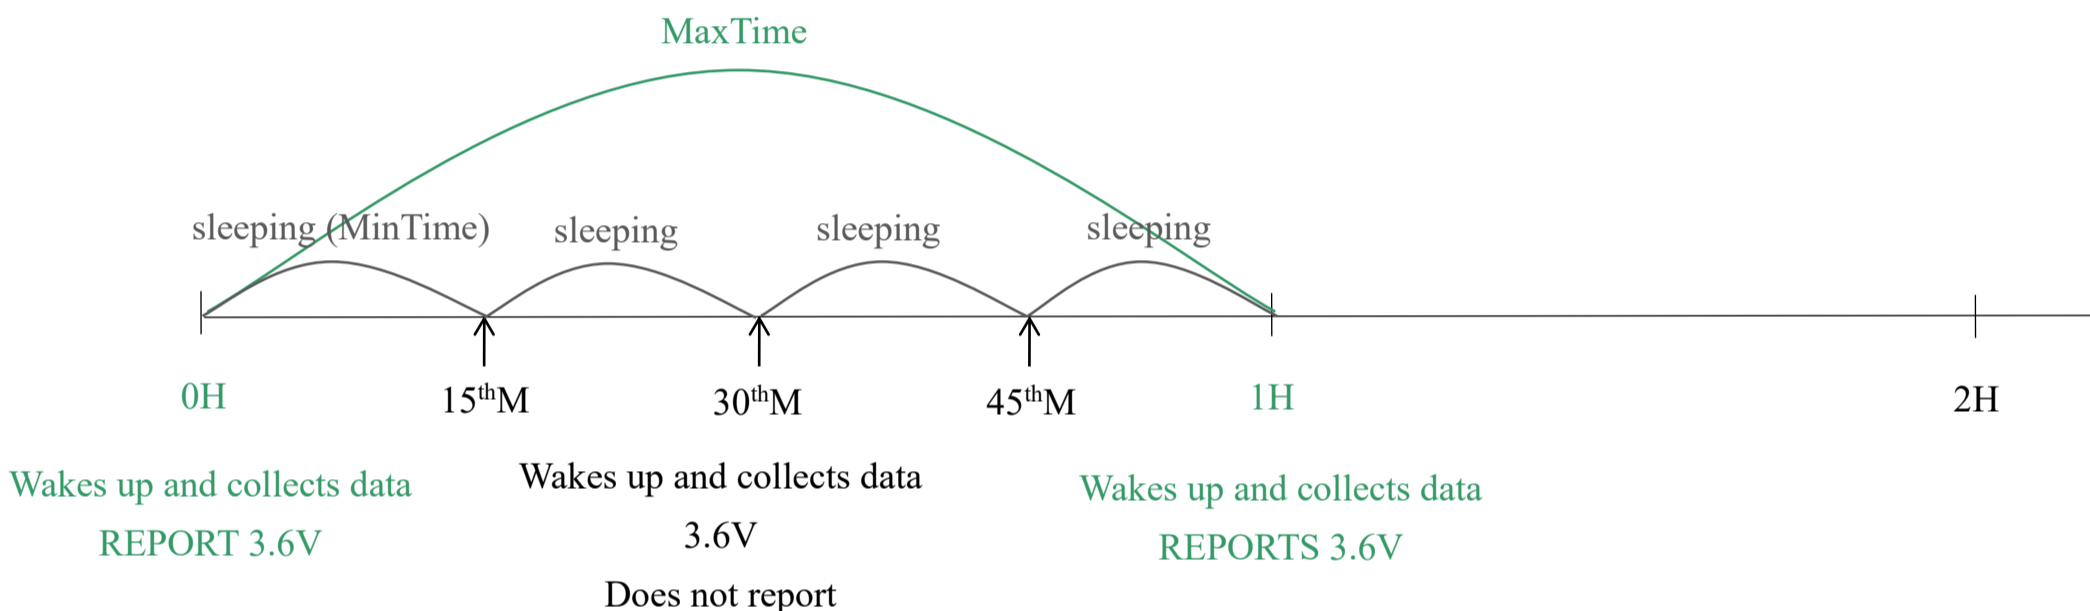 MaxTime
sleeping (MinTime)
sleeping
sleeping
sleeping
0H
15thM
30thM
45thM
1H
2H
Wakes up and collects data
REPORT 3.6V
Wakes up and collects data
3.6V
Does not report
Wakes up and collects data
REPORTS 3.6V